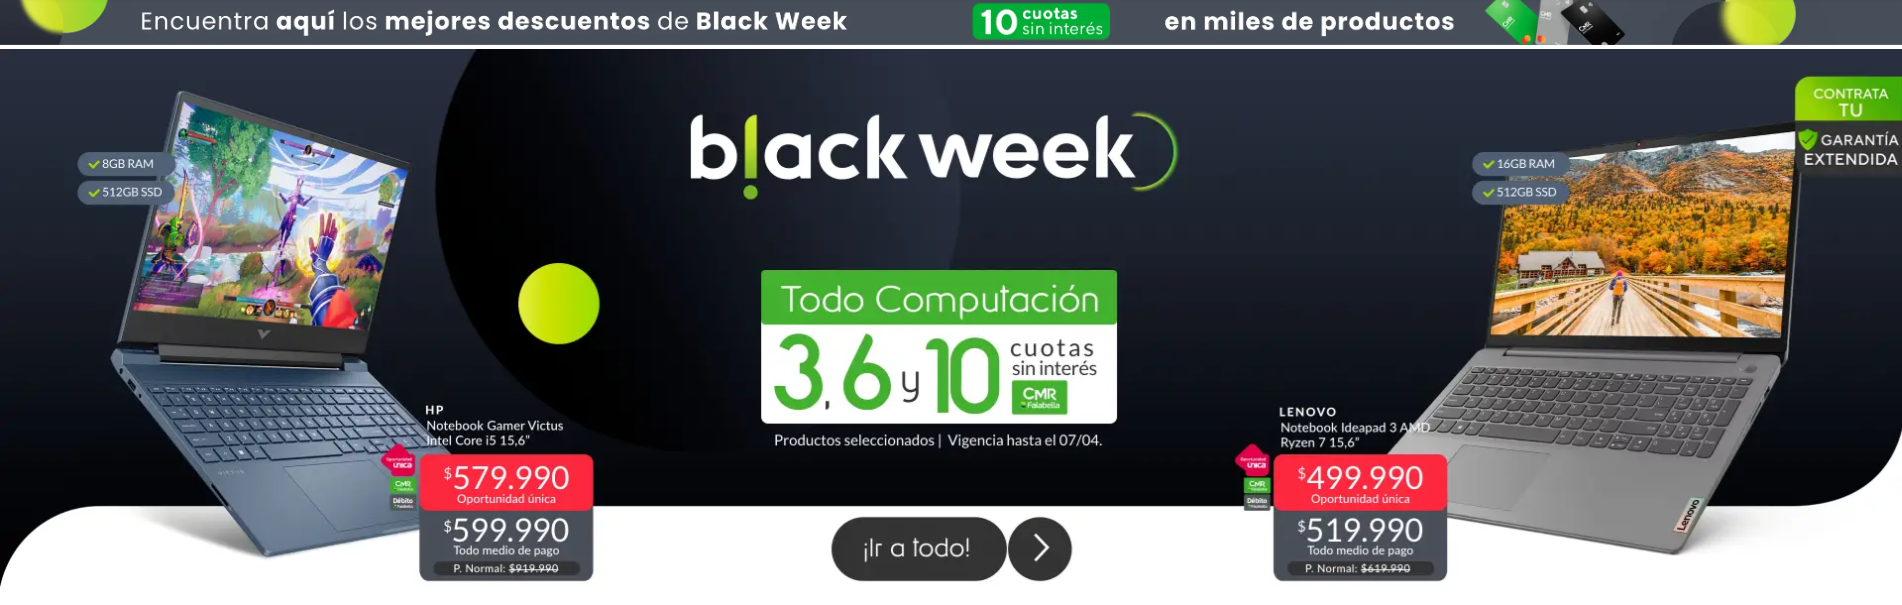 Encuentra aquí los mejores descuentos de Black Week
10 cuotas
sin interés
en miles de productos
CONTRATA
TU
GARANTÍA
EXTENDIDA
black week
8GB RAM
512GB SSD
16GB RAM
512GB SSD
Todo Computación
3, 6 y 10 cuotas
sin interés
CMR
Falabella
Productos seleccionados | Vigencia hasta el 07/04.
HP
Notebook Gamer Victus
Intel Core i5 15,6"
Oportunidad
única
CMR
Débito
$579.990
Oportunidad única
$599.990
Todo medio de pago
P. Normal: $919.990
LENOVO
Notebook Ideapad 3 AMD
Ryzen 7 15,6"
Oportunidad
única
CMR
Débito
$499.990
Oportunidad única
$519.990
Todo medio de pago
P. Normal: $619.990
Lenovo
¡Ir a todo!